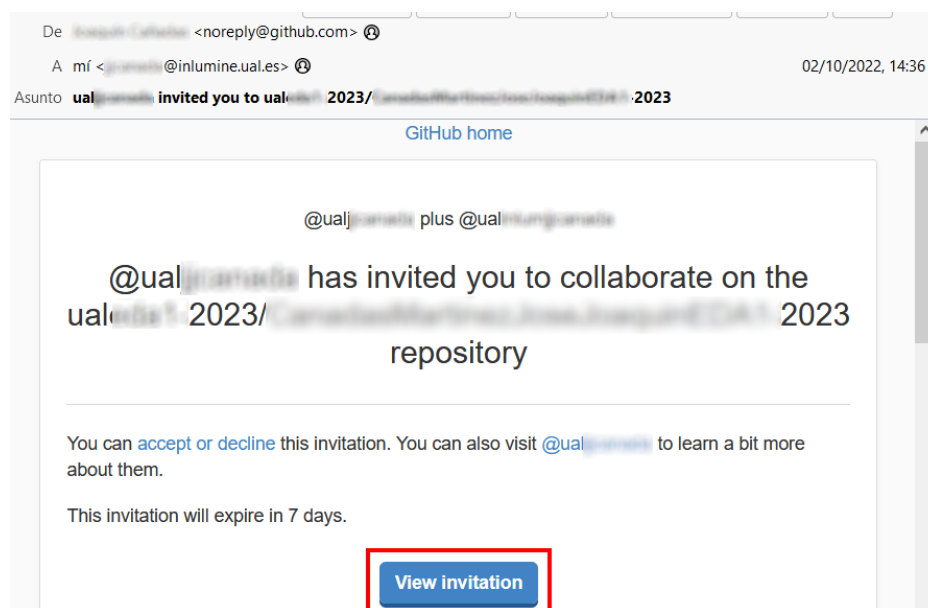 De <noreply@github.com>
A mí < @inlumine.ual.es> 02/10/2022, 14:36
Asunto ual invited you to ual 2023/ 2023
GitHub home
@ual plus @ual
@ual has invited you to collaborate on the
ual 2023/ 2023
repository
You can accept or decline this invitation. You can also visit @ual to learn a bit more
about them.
This invitation will expire in 7 days.
View invitation